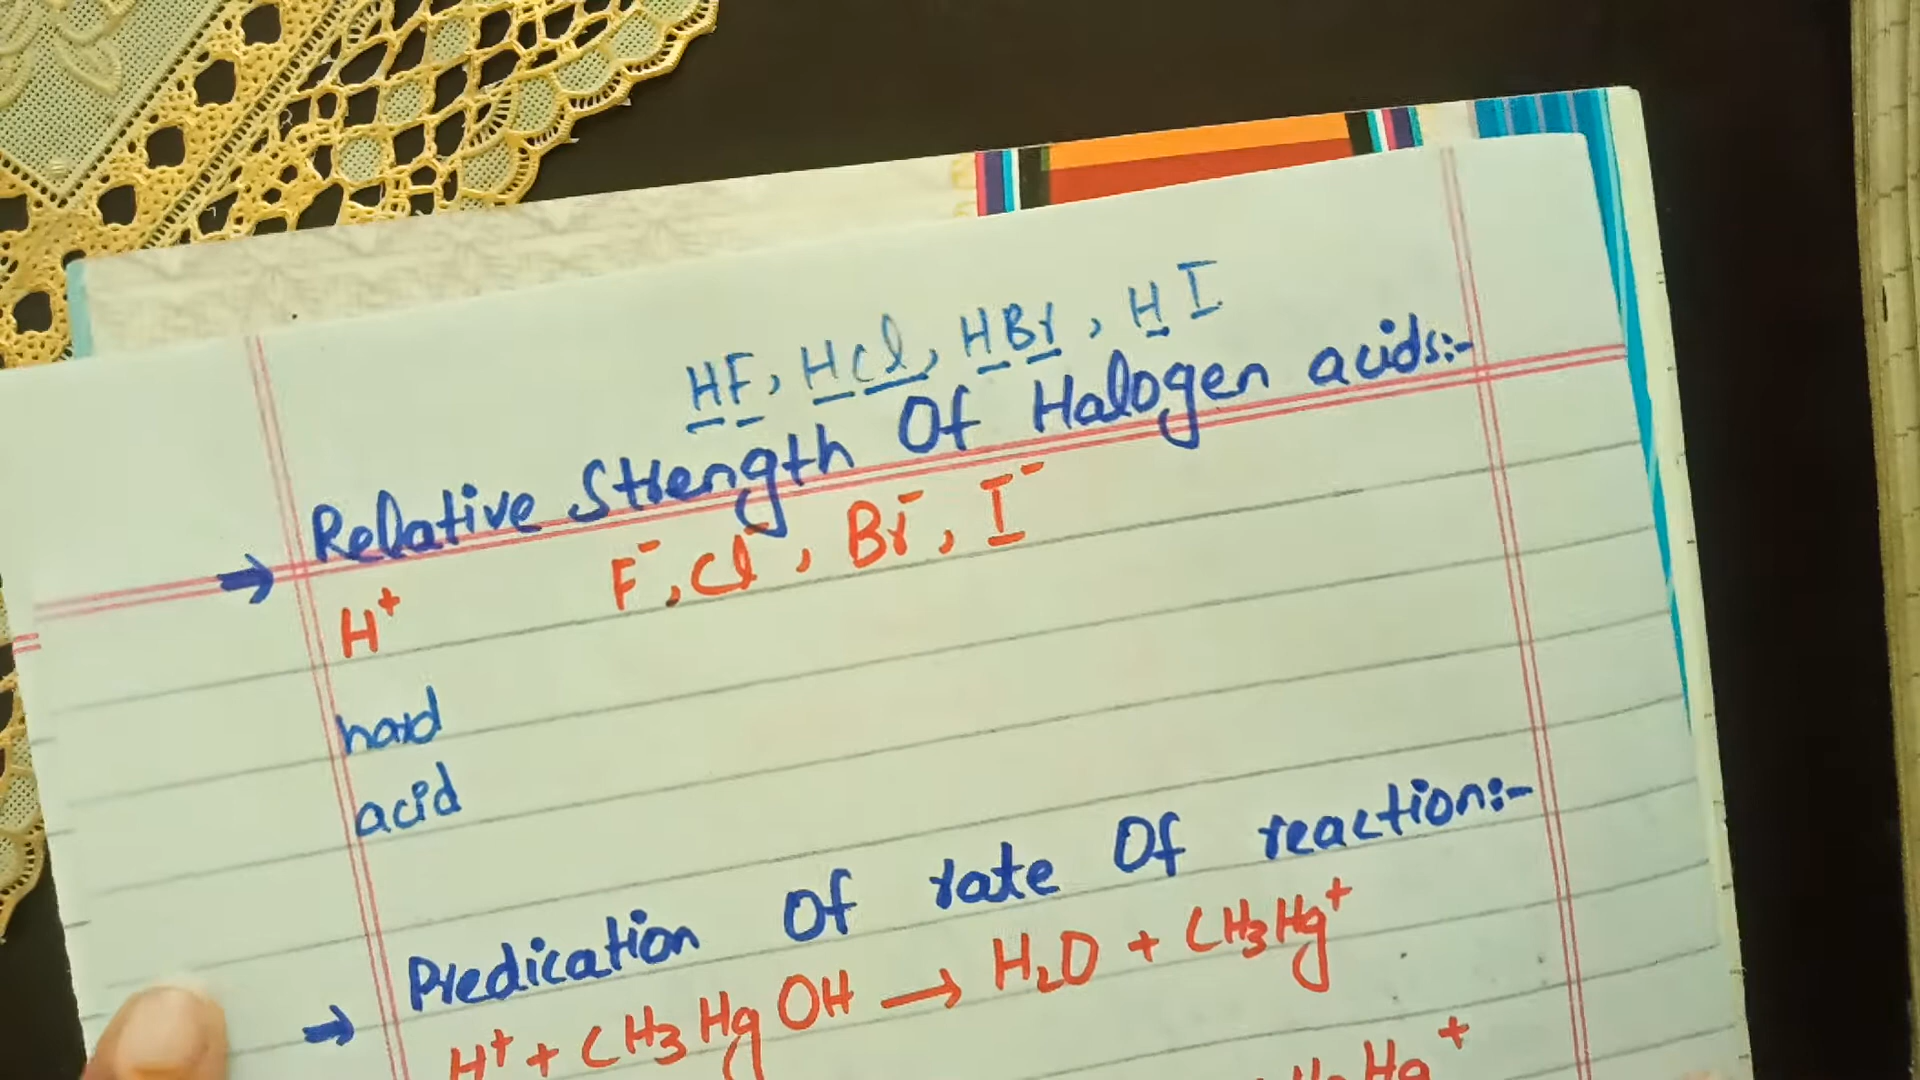 HF, HCl, HBr, HI
→ Relative Strength Of Halogen acids:-
H⁺ F⁻, Cl⁻, Br⁻, I⁻
hard
acid
→ Predication Of rate Of reaction:-
H⁺ + CH₃HgOH → H₂O + CH₃Hg⁺
Hg⁺